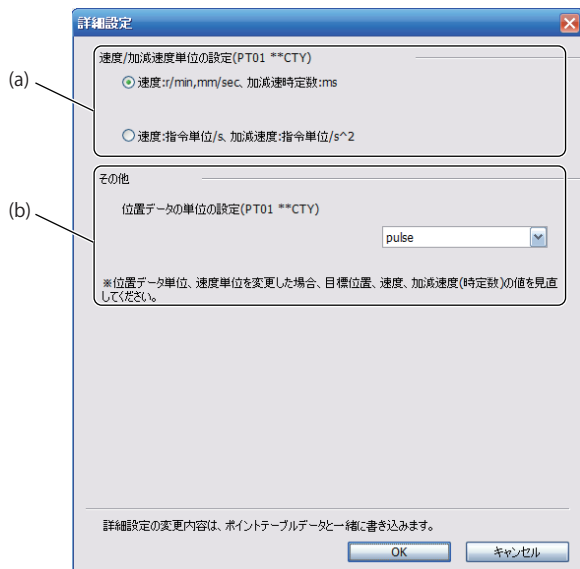 詳細設定
速度/加減速度単位の設定(PT01 **CTY)
(a)
速度:r/min,mm/sec、加減速時定数:ms
速度:指令単位/s、加減速度:指令単位/s^2
その他
(b)
位置データの単位の設定(PT01 **CTY)
pulse
※位置データ単位、速度単位を変更した場合、目標位置、速度、加減速度(時定数)の値を見直
してください。
詳細設定の変更内容は、ポイントテーブルデータと一緒に書き込みます。
OK
キャンセル